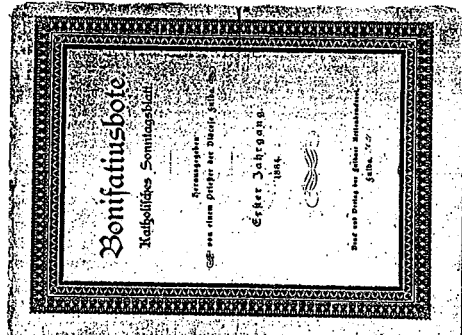 Bonifatiusbote.
Katholisches Sonntagsblatt.
Herausgegeben
von einem Priester der Diözese Fulda.
Erster Jahrgang.
1884.
Druck und Verlag der Fuldaer Actiendruckerei.
Fulda.